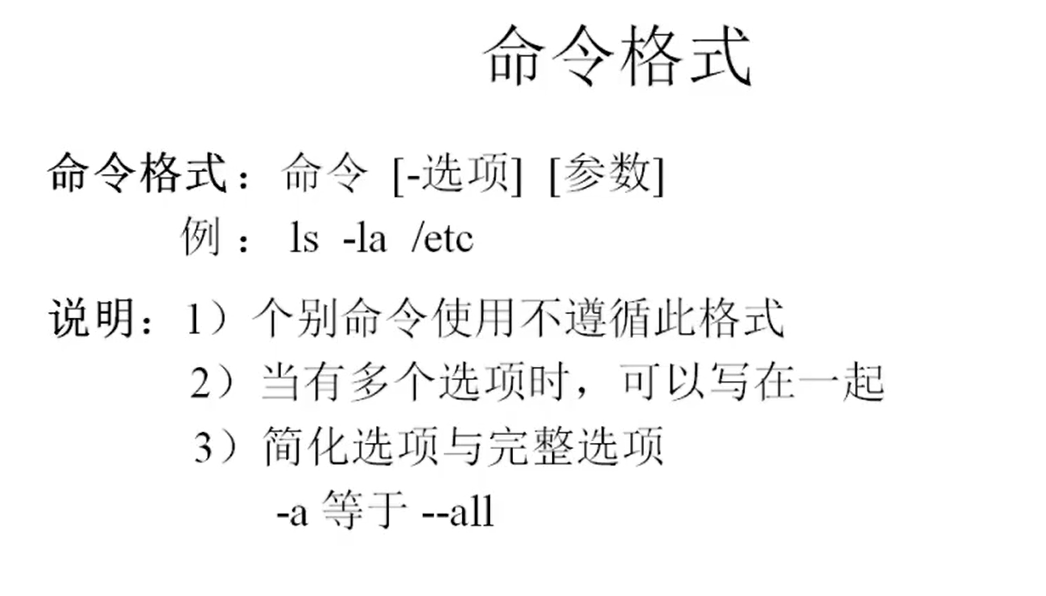 命令格式
命令格式：命令 [-选项] [参数]
例： ls -la /etc
说明：1）个别命令使用不遵循此格式
2）当有多个选项时，可以写在一起
3）简化选项与完整选项
-a 等于 --all